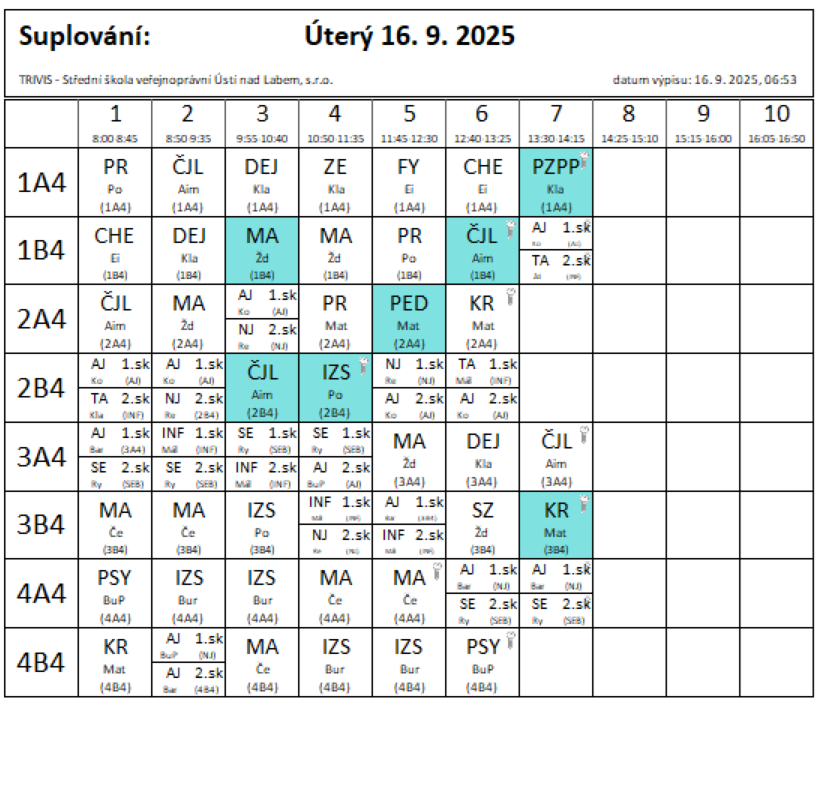 Suplování: Úterý 16. 9. 2025
TRIVIS - Střední škola veřejnoprávní Ústí nad Labem, s.r.o. datum výpisu: 16. 9. 2025, 06:53
1 2 3 4 5 6 7 8 9 10
8:00-8:45 8:50-9:35 9:55-10:40 10:50-11:35 11:45-12:30 12:40-13:25 13:30-14:15 14:25-15:10 15:15-16:00 16:05-16:50
1A4 PR ČJL DEJ ZE FY CHE PZPP
Po Aim Kla Kla Ei Ei Kla
(1A4) (1A4) (1A4) (1A4) (1A4) (1A4) (1A4)
1B4 CHE DEJ MA MA PR ČJL AJ 1.sk
Ei Kla Žd Žd Po Aim Ko (AJ)
(1B4) (1B4) (1B4) (1B4) (1B4) (1B4) TA 2.sk
Žd (INF)
2A4 ČJL MA AJ 1.sk PR PED KR
Aim Žd Ko (AJ) Mat Mat Mat
(2A4) (2A4) NJ 2.sk (2A4) (2A4) (2A4)
Re (NJ)
2B4 AJ 1.sk AJ 1.sk ČJL IZS NJ 1.sk TA 1.sk
Ko (AJ) Ko (AJ) Aim Po Re (NJ) Mál (INF)
TA 2.sk NJ 2.sk (2B4) (2B4) AJ 2.sk AJ 2.sk
Kla (INF) Re (2B4) Ko (AJ) Ko (AJ)
3A4 AJ 1.sk INF 1.sk SE 1.sk SE 1.sk MA DEJ ČJL
Bar (3A4) Mál (INF) Ry (SEB) Ry (SEB) Žd Kla Aim
SE 2.sk SE 2.sk INF 2.sk AJ 2.sk (3A4) (3A4) (3A4)
Ry (SEB) Ry (SEB) Mál (INF) BuP (AJ)
3B4 MA MA IZS INF 1.sk AJ 1.sk SZ KR
Če Če Po Mál (INF) Bar (3B4) Žd Mat
(3B4) (3B4) (3B4) NJ 2.sk INF 2.sk (3B4) (3B4)
Re (NJ) Mál (INF)
4A4 PSY IZS IZS MA MA AJ 1.sk AJ 1.sk
BuP Bur Bur Če Če Bar (NJ) Bar (NJ)
(4A4) (4A4) (4A4) (4A4) (4A4) SE 2.sk SE 2.sk
Ry (SEB) Ry (SEB)
4B4 KR AJ 1.sk MA IZS IZS PSY
Mat BuP (NJ) Če Bur Bur BuP
(4B4) AJ 2.sk (4B4) (4B4) (4B4) (4B4)
Bar (4B4)